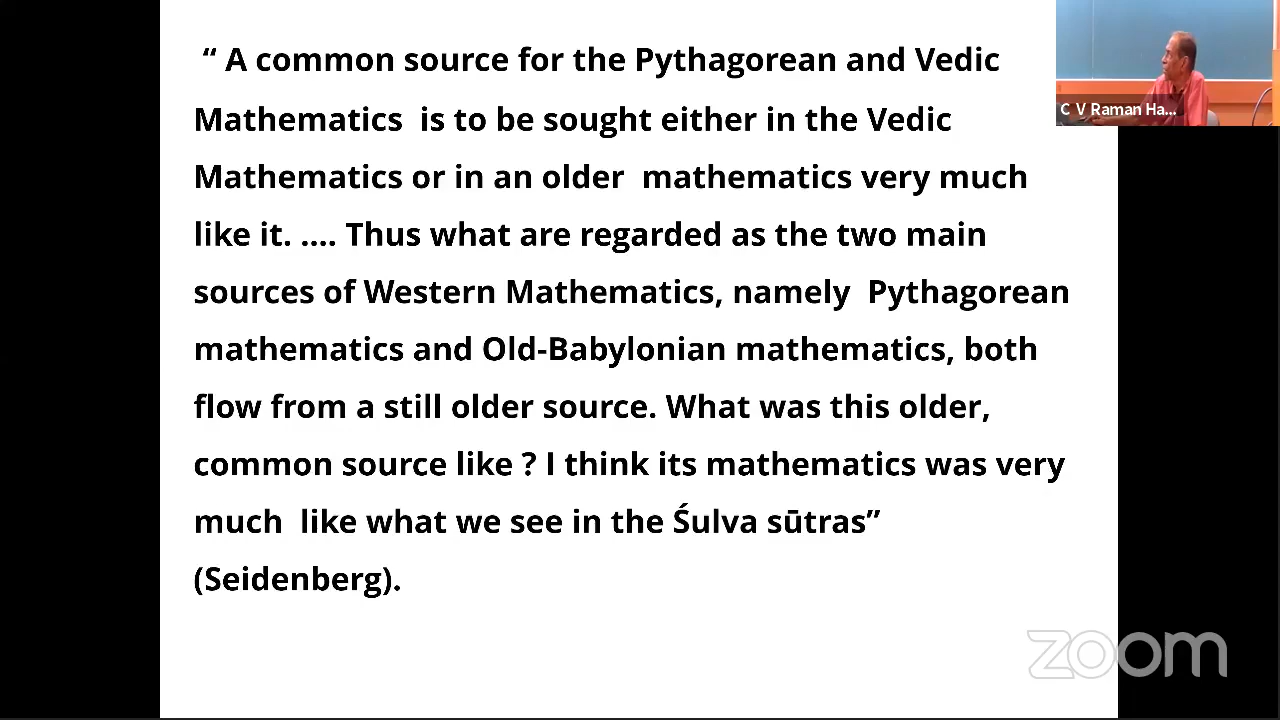 “ A common source for the Pythagorean and Vedic
Mathematics is to be sought either in the Vedic
Mathematics or in an older mathematics very much
like it. .... Thus what are regarded as the two main
sources of Western Mathematics, namely Pythagorean
mathematics and Old-Babylonian mathematics, both
flow from a still older source. What was this older,
common source like ? I think its mathematics was very
much like what we see in the Śulva sūtras”
(Seidenberg).
C V Raman Ha...
zoom